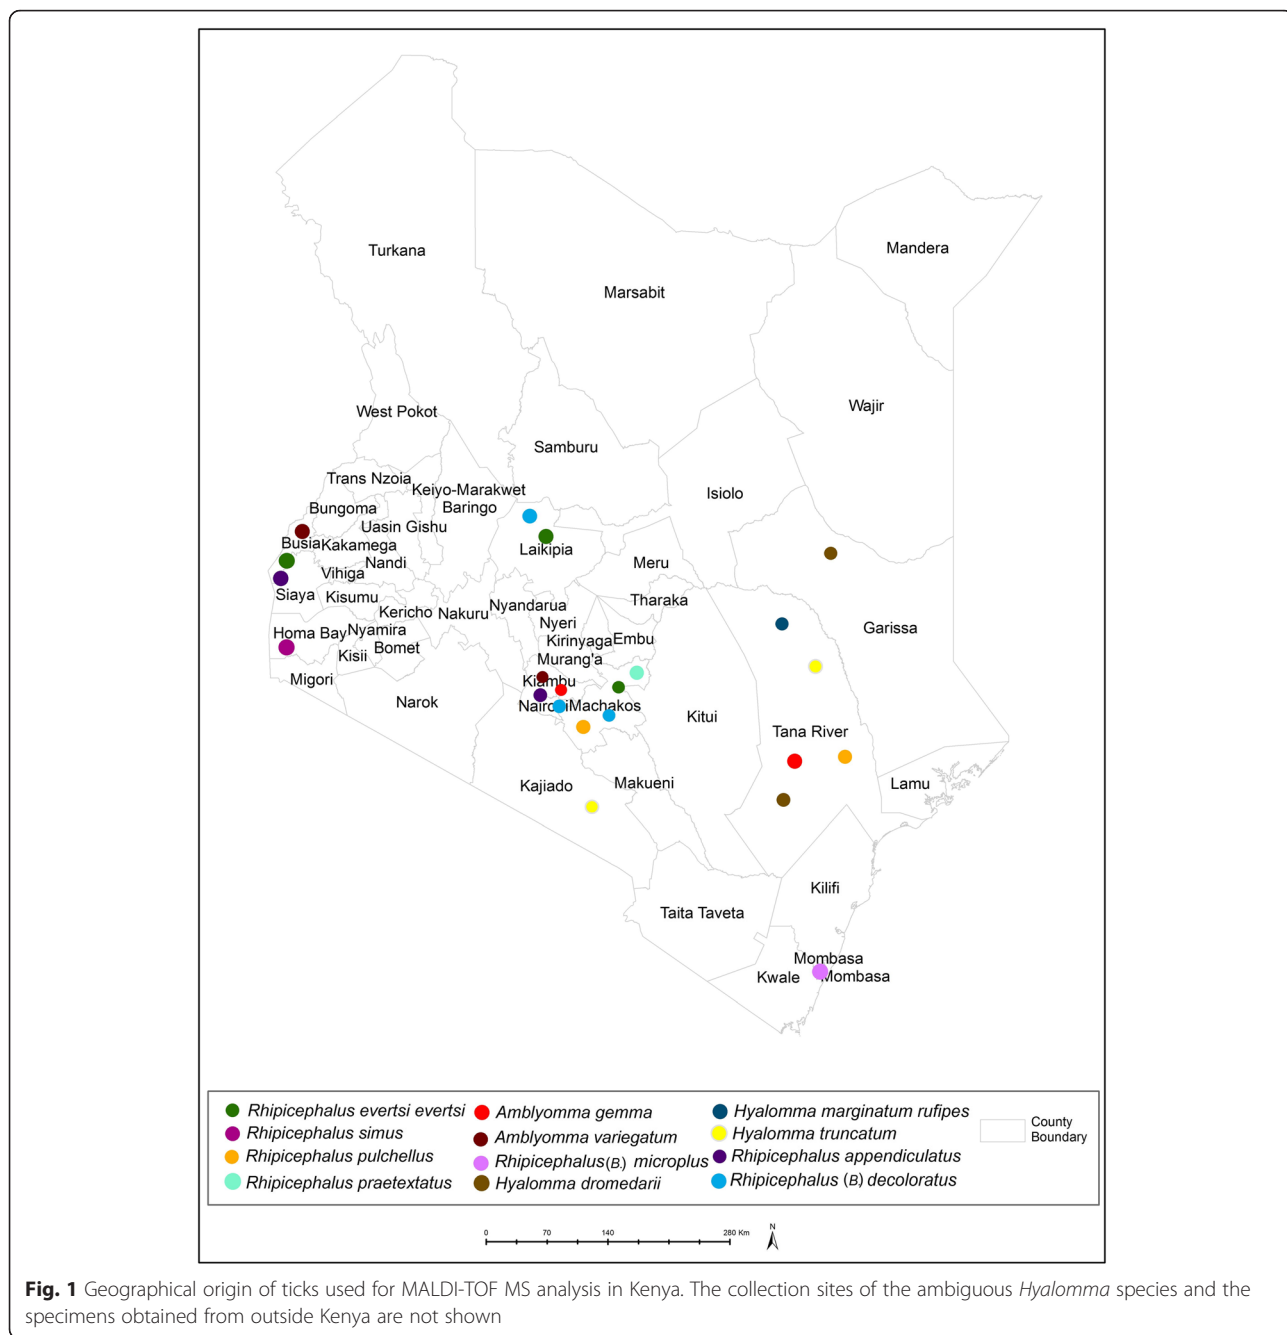 Turkana
Mandera
Marsabit
Wajir
West Pokot
Samburu
Trans Nzoia
Keiyo-Marakwet
Isiolo
Bungoma
Baringo
Uasin Gishu
Busia
Kakamega
Laikipia
Nandi
Meru
Vihiga
Siaya
Kisumu
Tharaka
Kericho
Nakuru
Nyandarua
Nyeri
Garissa
Homa Bay
Nyamira
Kirinyaga
Embu
Kisii
Bomet
Murang'a
Migori
Kiambu
Narok
Nairobi
Machakos
Kitui
Tana River
Kajiado
Makueni
Lamu
Kilifi
Taita Taveta
Mombasa
Kwale
Mombasa
Rhipicephalus evertsi evertsi
Rhipicephalus simus
Rhipicephalus pulchellus
Rhipicephalus praetextatus
Amblyomma gemma
Amblyomma variegatum
Rhipicephalus(B.) microplus
Hyalomma dromedarii
Hyalomma marginatum rufipes
Hyalomma truncatum
Rhipicephalus appendiculatus
Rhipicephalus (B) decoloratus
County
Boundary
0 70 140 280 Km
N
Fig. 1 Geographical origin of ticks used for MALDI-TOF MS analysis in Kenya. The collection sites of the ambiguous Hyalomma species and the
specimens obtained from outside Kenya are not shown